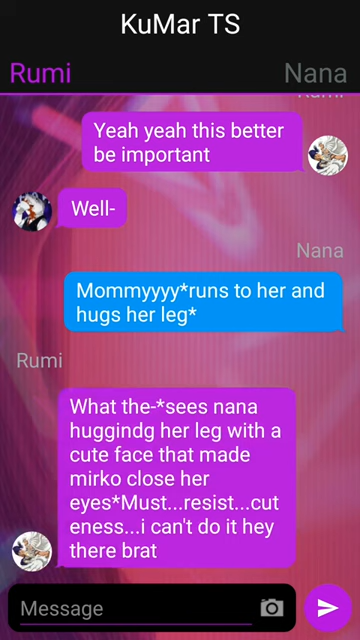 KuMar TS
Rumi
Nana
Yeah yeah this better
be important
Well-
Nana
Mommyyyy*runs to her and
hugs her leg*
Rumi
What the-*sees nana
huggindg her leg with a
cute face that made
mirko close her
eyes*Must...resist...cut
eness...i can't do it hey
there brat
Message